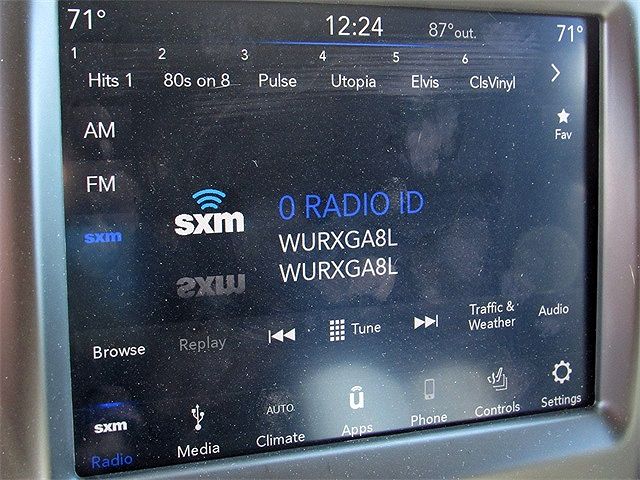 71° 12:24 87°out. 71°
1 2 3 4 5 6
Hits 1 80s on 8 Pulse Utopia Elvis ClsVinyl
AM
Fav
FM
sxm
sxm
0 RADIO ID
WURXGA8L
WURXGA8L
Browse Replay Tune Traffic & Weather Audio
sxm
Radio Media AUTO Climate û Apps Phone Controls Settings